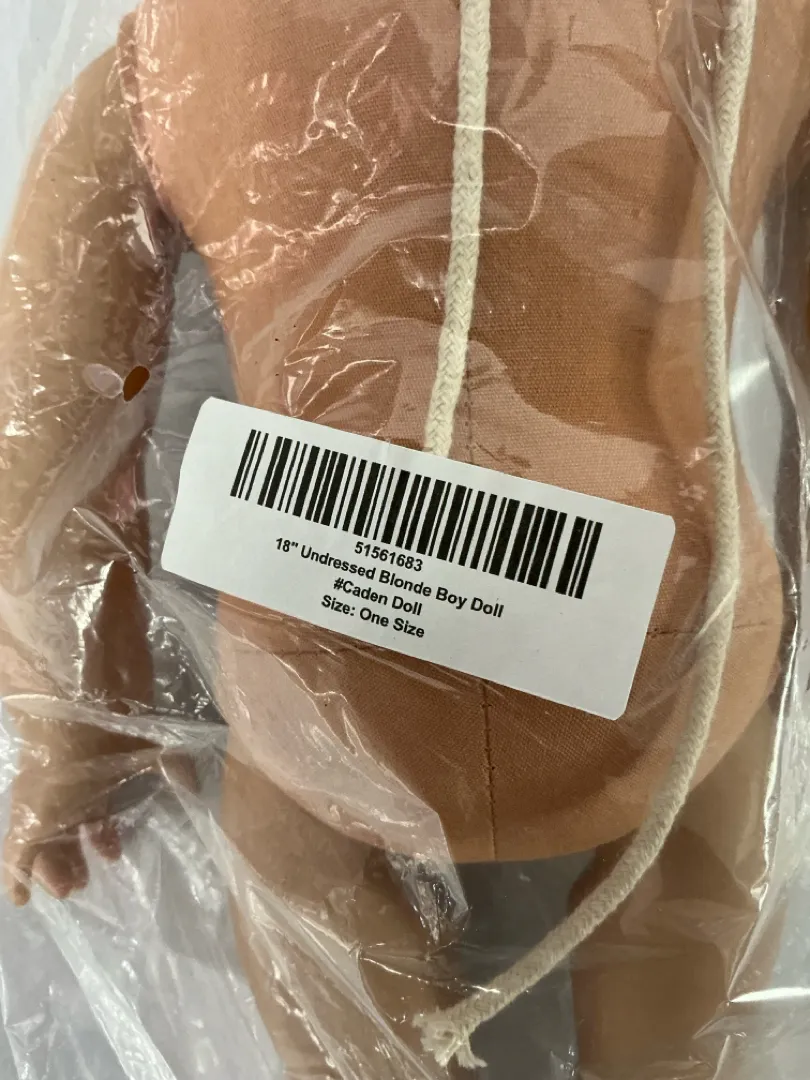 51561683
18" Undressed Blonde Boy Doll
#Caden Doll
Size: One Size